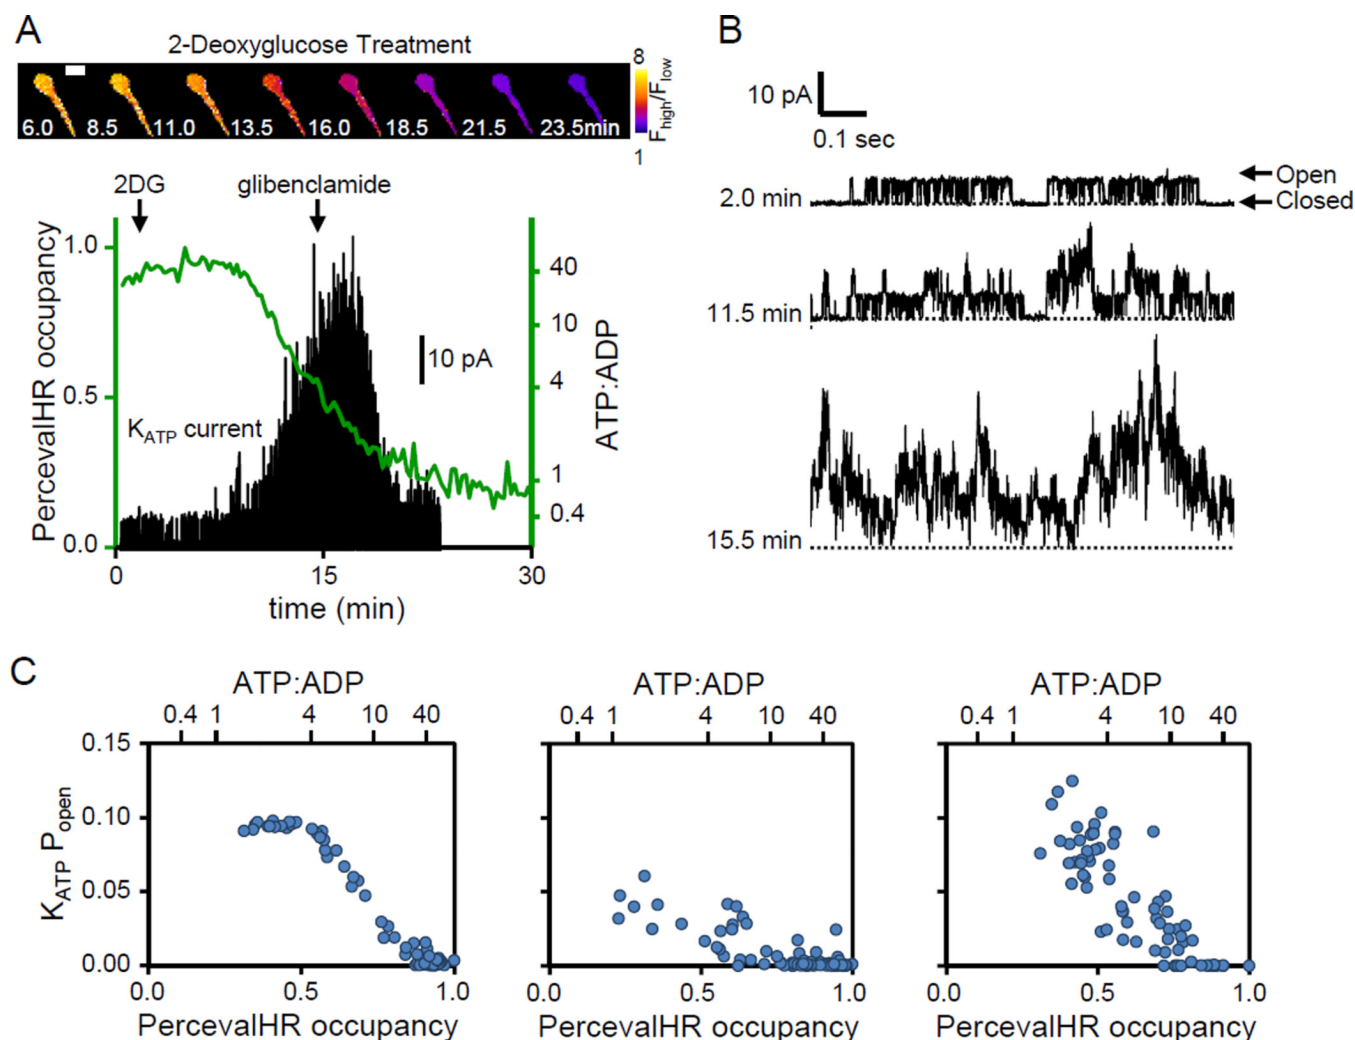 A
2-Deoxyglucose Treatment
6.0 8.5 11.0 13.5 16.0 18.5 21.5 23.5min
8
Fhigh/Flow
1
2DG
glibenclamide
PercevalHR occupancy
1.0
0.5
0.0
KATP current
10 pA
40
10
4
1
0.4
ATP:ADP
0 15 30
time (min)
B
10 pA
0.1 sec
2.0 min
Open
Closed
11.5 min
15.5 min
C
ATP:ADP
0.4 1 4 10 40
KATP Popen
0.15
0.10
0.05
0.00
0.0 0.5 1.0
PercevalHR occupancy
ATP:ADP
0.4 1 4 10 40
0.0 0.5 1.0
PercevalHR occupancy
ATP:ADP
0.4 1 4 10 40
0.0 0.5 1.0
PercevalHR occupancy